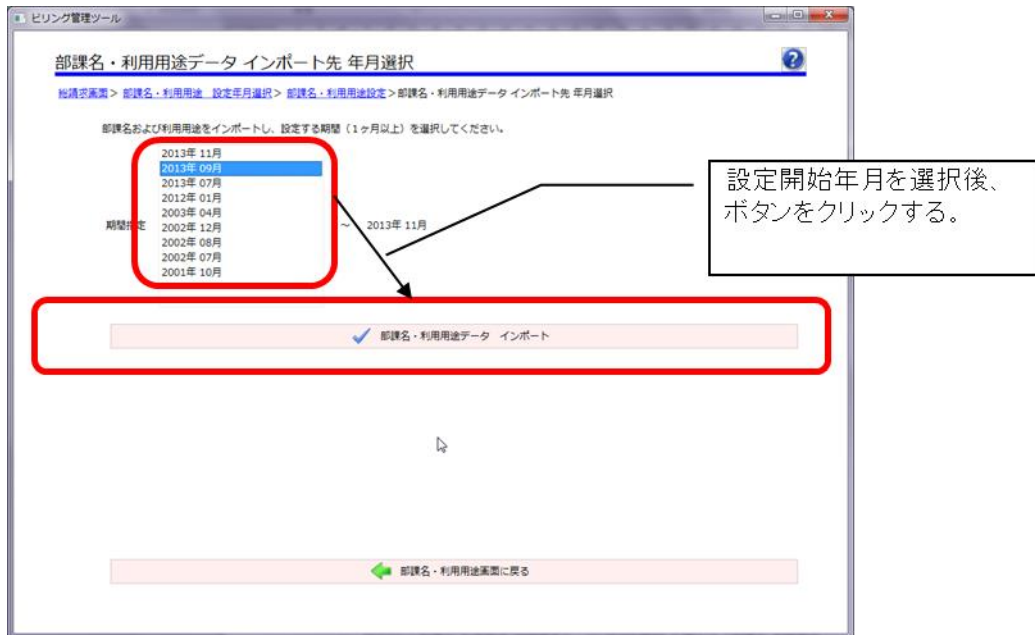 ビリング管理ツール
部課名・利用用途データ インポート先 年月選択
総請求画面 > 部課名・利用用途　設定年月選択 > 部課名・利用用途設定 > 部課名・利用用途データ インポート先 年月選択
部課名および利用用途をインポートし、設定する期間（１ヶ月以上）を選択してください。
2013年 11月
2013年 09月
2013年 07月
2012年 01月
2003年 04月
期間指定 2002年 12月 ～ 2013年 11月
2002年 08月
2002年 07月
2001年 10月
設定開始年月を選択後、
ボタンをクリックする。
部課名・利用用途データ　インポート
部課名・利用用途画面に戻る